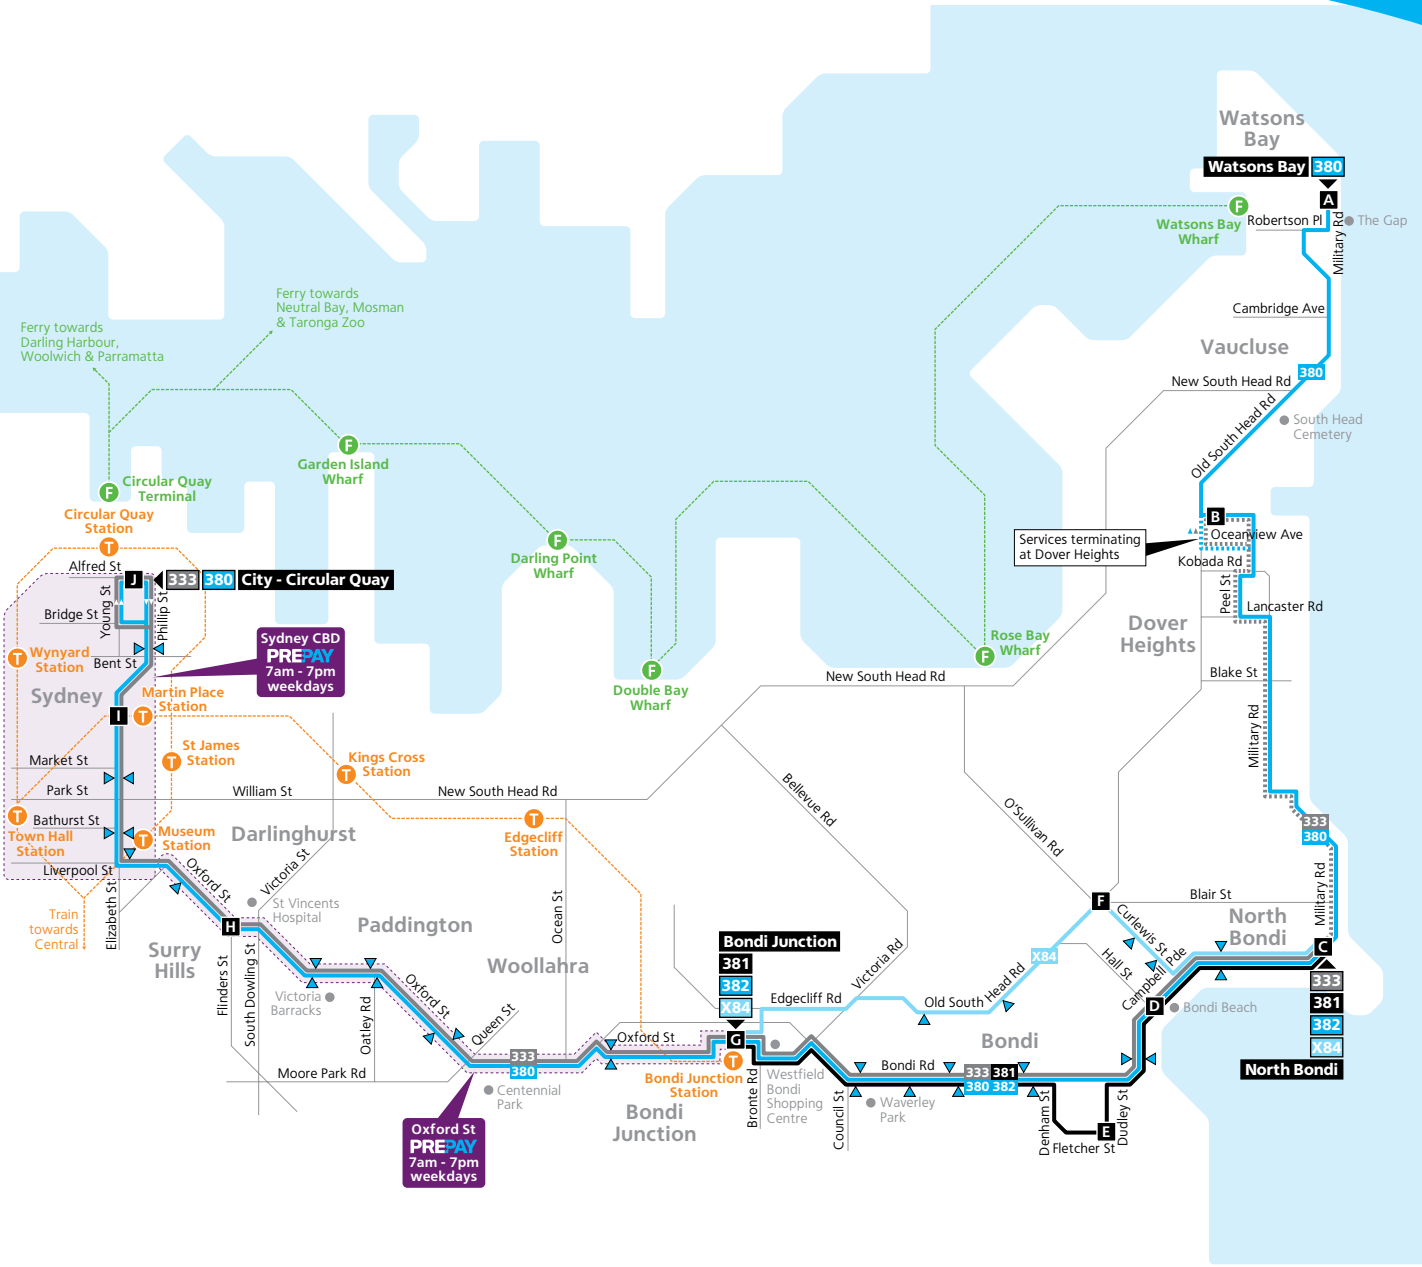 Watsons
Bay
Watsons Bay 380
A
F
Watsons Bay
Wharf
Robertson Pl
Military Rd
The Gap
Cambridge Ave
Vaucluse
380
New South Head Rd
Old South Head Rd
South Head
Cemetery
B
Oceanview Ave
Services terminating
at Dover Heights
Kobada Rd
Peel St
Lancaster Rd
Dover
Heights
Blake St
Military Rd
333
380
Military Rd
Blair St
North
Bondi
C
333
381
382
X84
North Bondi
Ferry towards
Neutral Bay, Mosman
& Taronga Zoo
Ferry towards
Darling Harbour,
Woolwich & Parramatta
F
Garden Island
Wharf
F
Circular Quay
Terminal
Circular Quay
Station
T
F
Darling Point
Wharf
F
Double Bay
Wharf
F
Rose Bay
Wharf
Alfred St
J
333 380 City - Circular Quay
Young St
Phillip St
Bridge St
Bent St
Sydney CBD
PREPAY
7am - 7pm
weekdays
T
Wynyard
Station
Sydney
I
T
Martin Place
Station
T
St James
Station
T
Kings Cross
Station
Market St
Park St
William St
New South Head Rd
New South Head Rd
T
Town Hall
Station
Bathurst St
T
Museum
Station
Darlinghurst
T
Edgecliff
Station
Liverpool St
Oxford St
Victoria St
Elizabeth St
Train
towards
Central
St Vincents
Hospital
H
Surry
Hills
Flinders St
South Dowling St
Paddington
Victoria
Barracks
Oatley Rd
Oxford St
Woollahra
Ocean St
Queen St
Moore Park Rd
333
380
Centennial
Park
Oxford St
PREPAY
7am - 7pm
weekdays
Bellevue Rd
O'Sullivan Rd
F
Curlewis St
Hall St
Campbell Pde
D
Bondi Beach
X84
Old South Head Rd
Victoria Rd
Edgecliff Rd
Bondi Junction
381
382
X84
G
Oxford St
T
Bondi Junction
Station
Bondi
Junction
Bronte Rd
Westfield
Bondi
Shopping
Centre
Council St
Waverley
Park
Bondi
Bondi Rd
333 381
380 382
Denham St
E
Dudley St
Fletcher St